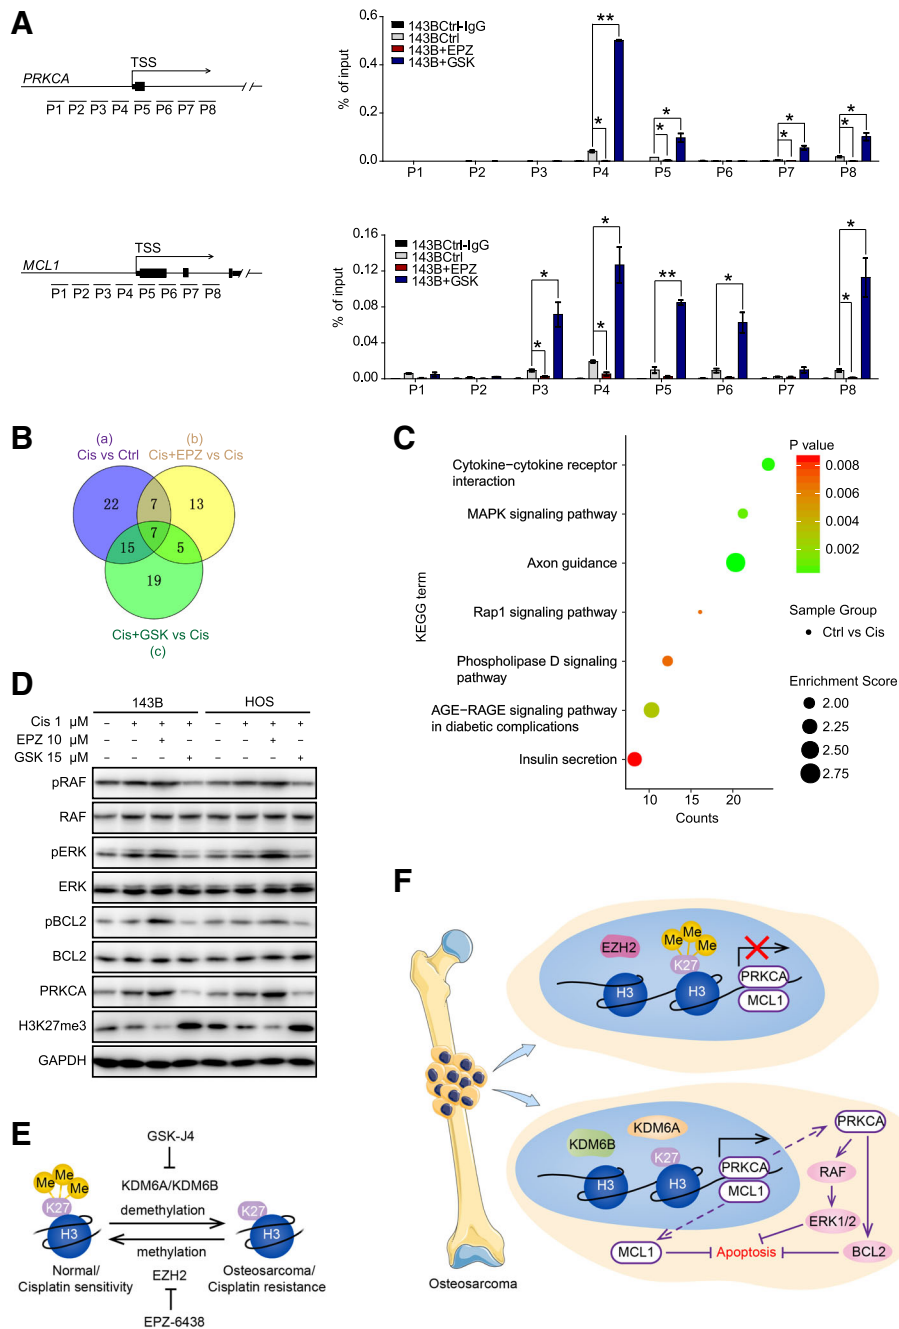 A
PRKCA
TSS
P1 P2 P3 P4 P5 P6 P7 P8
% of input
0.6
0.4
0.2
0.0
143BCtrl-IgG
143BCtrl
143B+EPZ
143B+GSK
**
*
*
*
*
*
*
*
P1 P2 P3 P4 P5 P6 P7 P8
MCL1
TSS
P1 P2 P3 P4 P5 P6 P7 P8
% of input
0.16
0.12
0.08
0.04
0.00
143BCtrl-IgG
143BCtrl
143B+EPZ
143B+GSK
*
*
*
*
**
*
*
*
P1 P2 P3 P4 P5 P6 P7 P8
B
(a)
Cis vs Ctrl
(b)
Cis+EPZ vs Cis
22 7 13
7
15 5
19
Cis+GSK vs Cis
(c)
C
KEGG term
Cytokine−cytokine receptor
interaction
MAPK signaling pathway
Axon guidance
Rap1 signaling pathway
Phospholipase D signaling
pathway
AGE−RAGE signaling pathway
in diabetic complications
Insulin secretion
10 15 20
Counts
P value
0.008
0.006
0.004
0.002
Sample Group
Ctrl vs Cis
Enrichment Score
2.00
2.25
2.50
2.75
D
143B HOS
Cis 1 μM − + + + − + + +
EPZ 10 μM − − + − − − + −
GSK 15 μM − − − + − − − +
pRAF
RAF
pERK
ERK
pBCL2
BCL2
PRKCA
H3K27me3
GAPDH
E
GSK-J4
KDM6A/KDM6B
demethylation
methylation
EZH2
EPZ-6438
Me Me Me
K27
H3
Normal/
Cisplatin sensitivity
K27
H3
Osteosarcoma/
Cisplatin resistance
F
Osteosarcoma
EZH2
Me Me Me
K27
H3 H3
PRKCA
MCL1
KDM6B
KDM6A
K27
H3 H3
PRKCA
MCL1
PRKCA
RAF
ERK1/2
BCL2
MCL1
Apoptosis